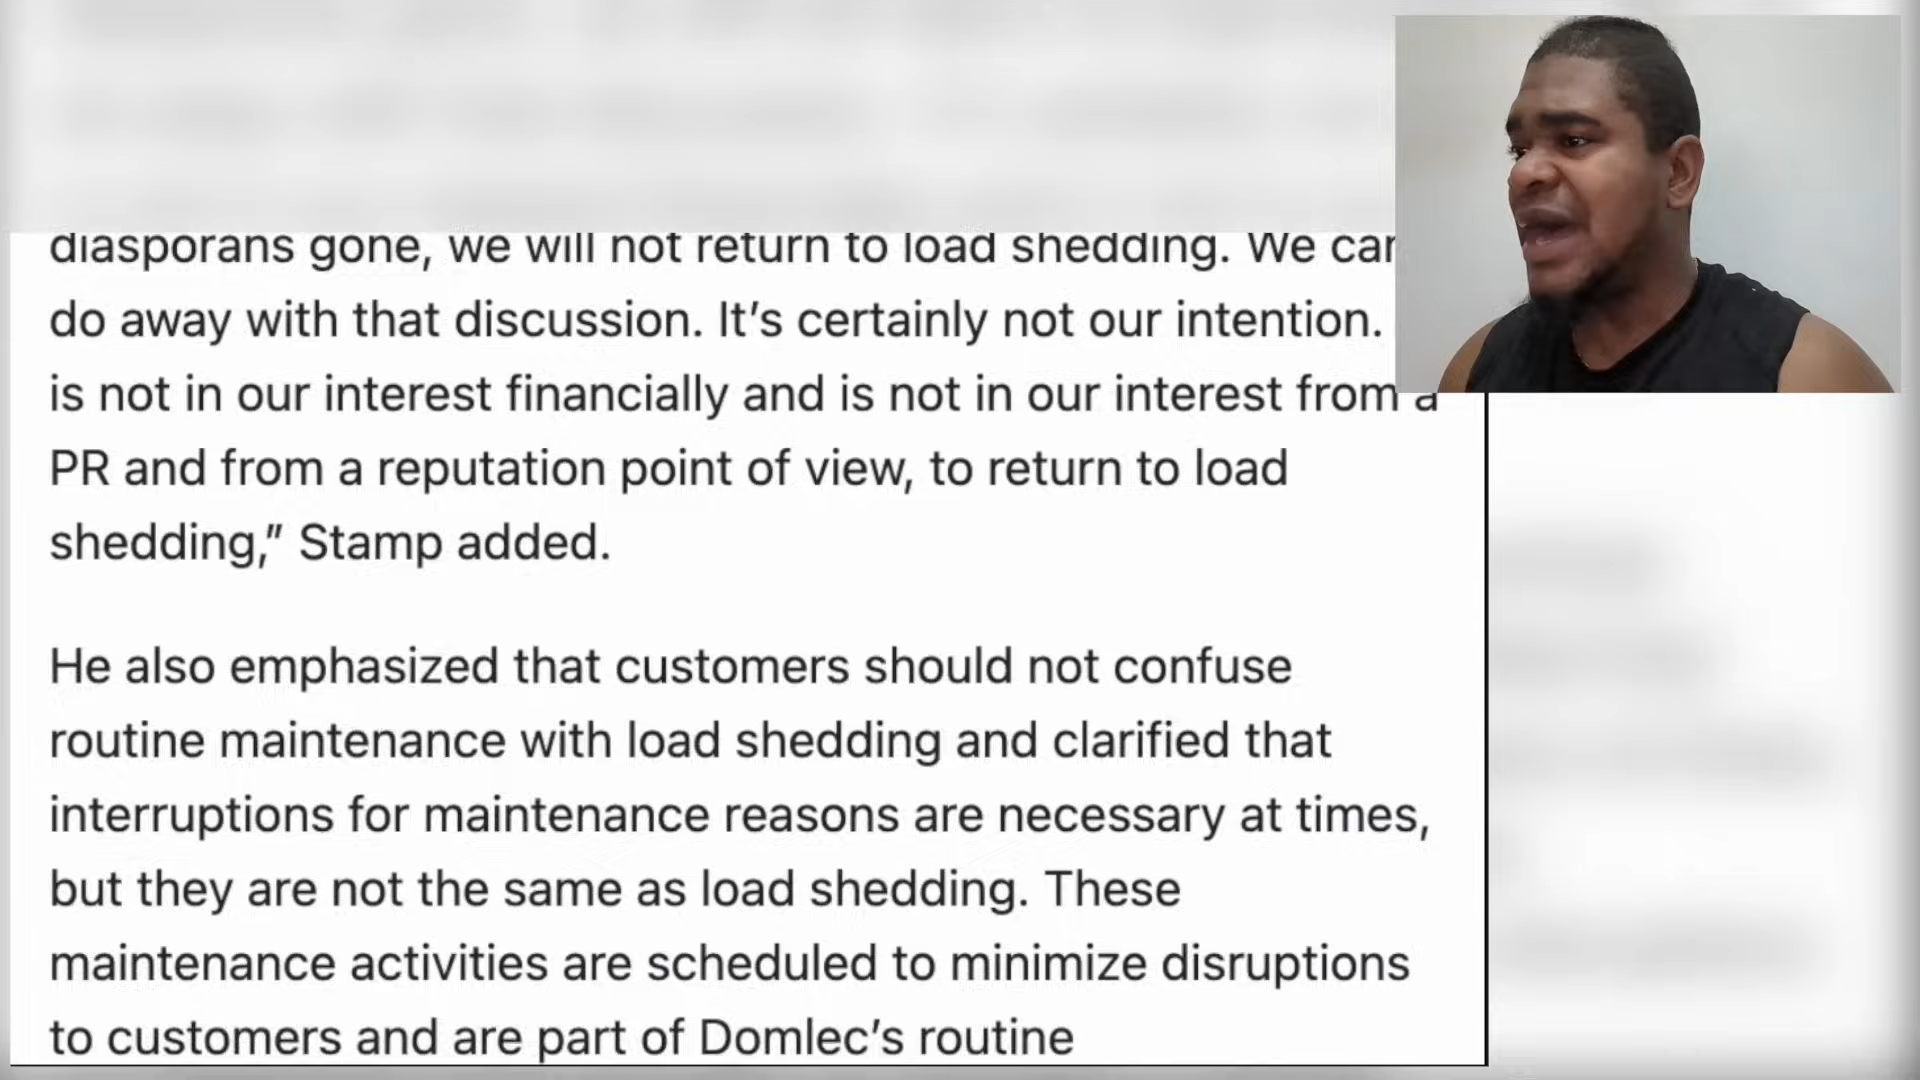 diasporans gone, we will not return to load shedding. We can
do away with that discussion. It’s certainly not our intention.
is not in our interest financially and is not in our interest from a
PR and from a reputation point of view, to return to load
shedding,” Stamp added.
He also emphasized that customers should not confuse
routine maintenance with load shedding and clarified that
interruptions for maintenance reasons are necessary at times,
but they are not the same as load shedding. These
maintenance activities are scheduled to minimize disruptions
to customers and are part of Domlec’s routine